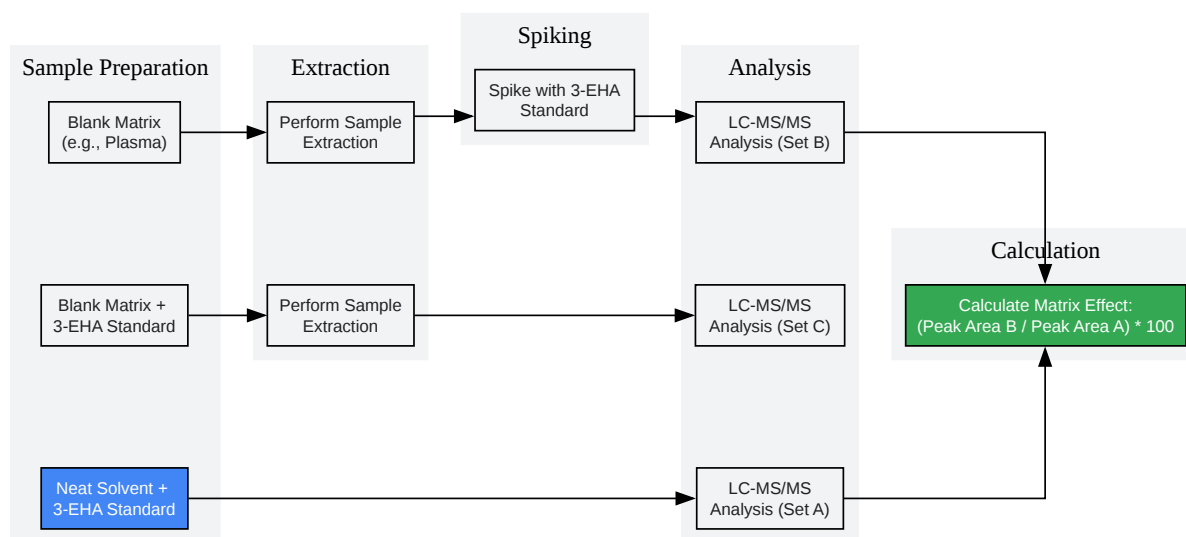 Spiking
Sample Preparation
Extraction
Analysis
Blank Matrix
(e.g., Plasma)
Perform Sample
Extraction
Spike with 3-EHA
Standard
LC-MS/MS
Analysis (Set B)
Calculation
Blank Matrix +
3-EHA Standard
Perform Sample
Extraction
LC-MS/MS
Analysis (Set C)
Calculate Matrix Effect:
(Peak Area B / Peak Area A) * 100
Neat Solvent +
3-EHA Standard
LC-MS/MS
Analysis (Set A)